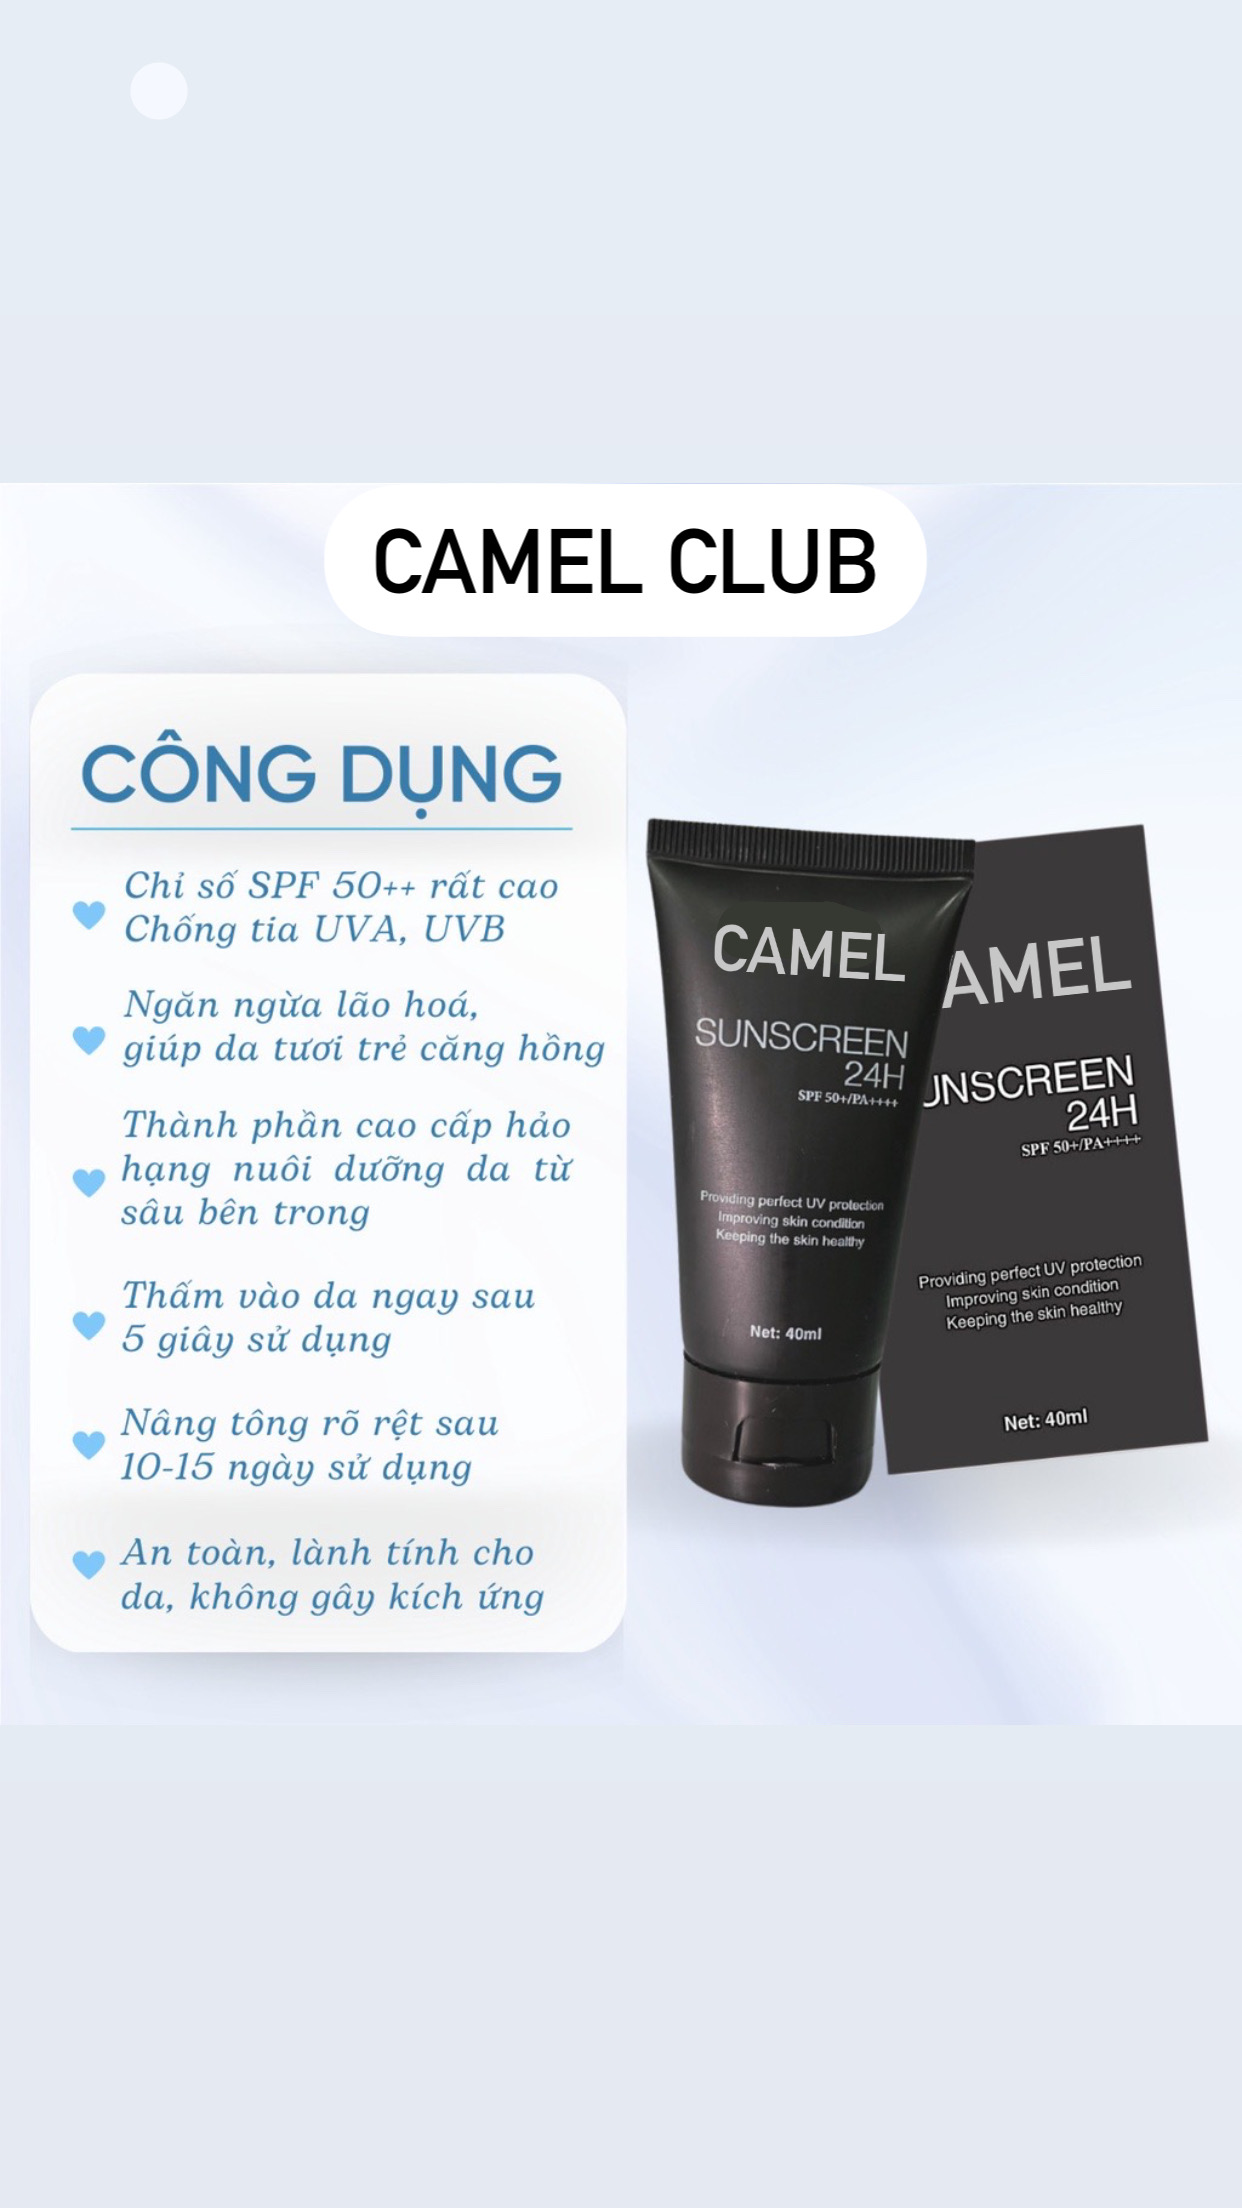 CAMEL CLUB
CÔNG DỤNG
Chỉ số SPF 50++ rất cao
Chống tia UVA, UVB
Ngăn ngừa lão hoá,
giúp da tươi trẻ căng hồng
Thành phần cao cấp hảo
hạng nuôi dưỡng da từ
sâu bên trong
Thấm vào da ngay sau
5 giây sử dụng
Nâng tông rõ rệt sau
10-15 ngày sử dụng
An toàn, lành tính cho
da, không gây kích ứng
CAMEL
SUNSCREEN
24H
SPF 50+/PA++++
Providing perfect UV protection
Improving skin condition
Keeping the skin healthy
Net: 40ml
AMEL
UNSCREEN
24H
SPF 50+/PA++++
Providing perfect UV protection
Improving skin condition
Keeping the skin healthy
Net: 40ml